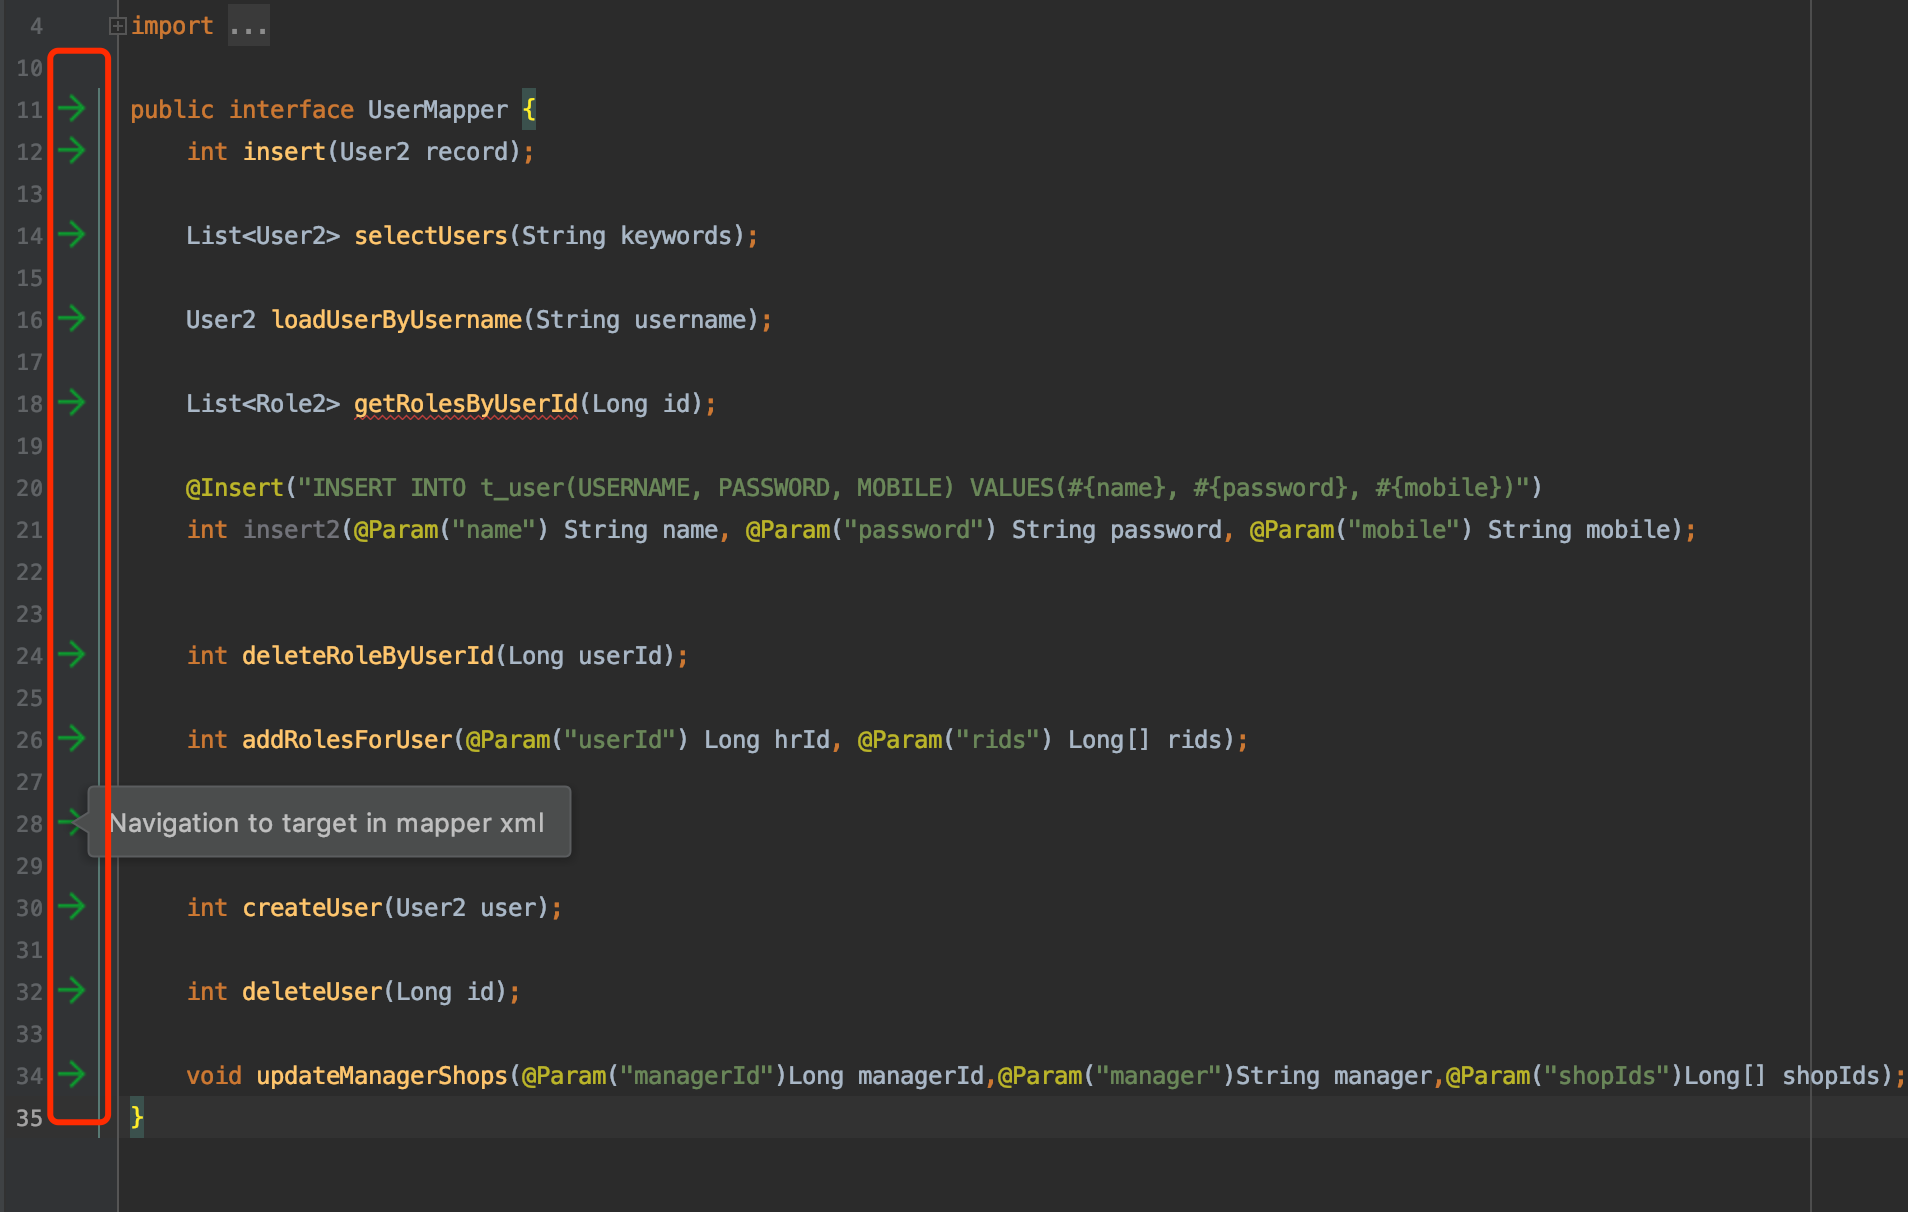 4 import ...
10
11 public interface UserMapper {
12 int insert(User2 record);
13
14 List<User2> selectUsers(String keywords);
15
16 User2 loadUserByUsername(String username);
17
18 List<Role2> getRolesByUserId(Long id);
19
20 @Insert("INSERT INTO t_user(USERNAME, PASSWORD, MOBILE) VALUES(#{name}, #{password}, #{mobile})")
21 int insert2(@Param("name") String name, @Param("password") String password, @Param("mobile") String mobile);
22
23
24 int deleteRoleByUserId(Long userId);
25
26 int addRolesForUser(@Param("userId") Long hrId, @Param("rids") Long[] rids);
27
28 Navigation to target in mapper xml
29
30 int createUser(User2 user);
31
32 int deleteUser(Long id);
33
34 void updateManagerShops(@Param("managerId")Long managerId,@Param("manager")String manager,@Param("shopIds")Long[] shopIds);
35 }